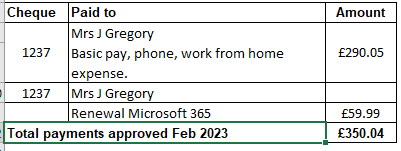 Cheque Paid to Amount
Mrs J Gregory
1237 Basic pay, phone, work from home £290.05
expense.
1237 Mrs J Gregory
Renewal Microsoft 365 £59.99
Total payments approved Feb 2023 £350.04